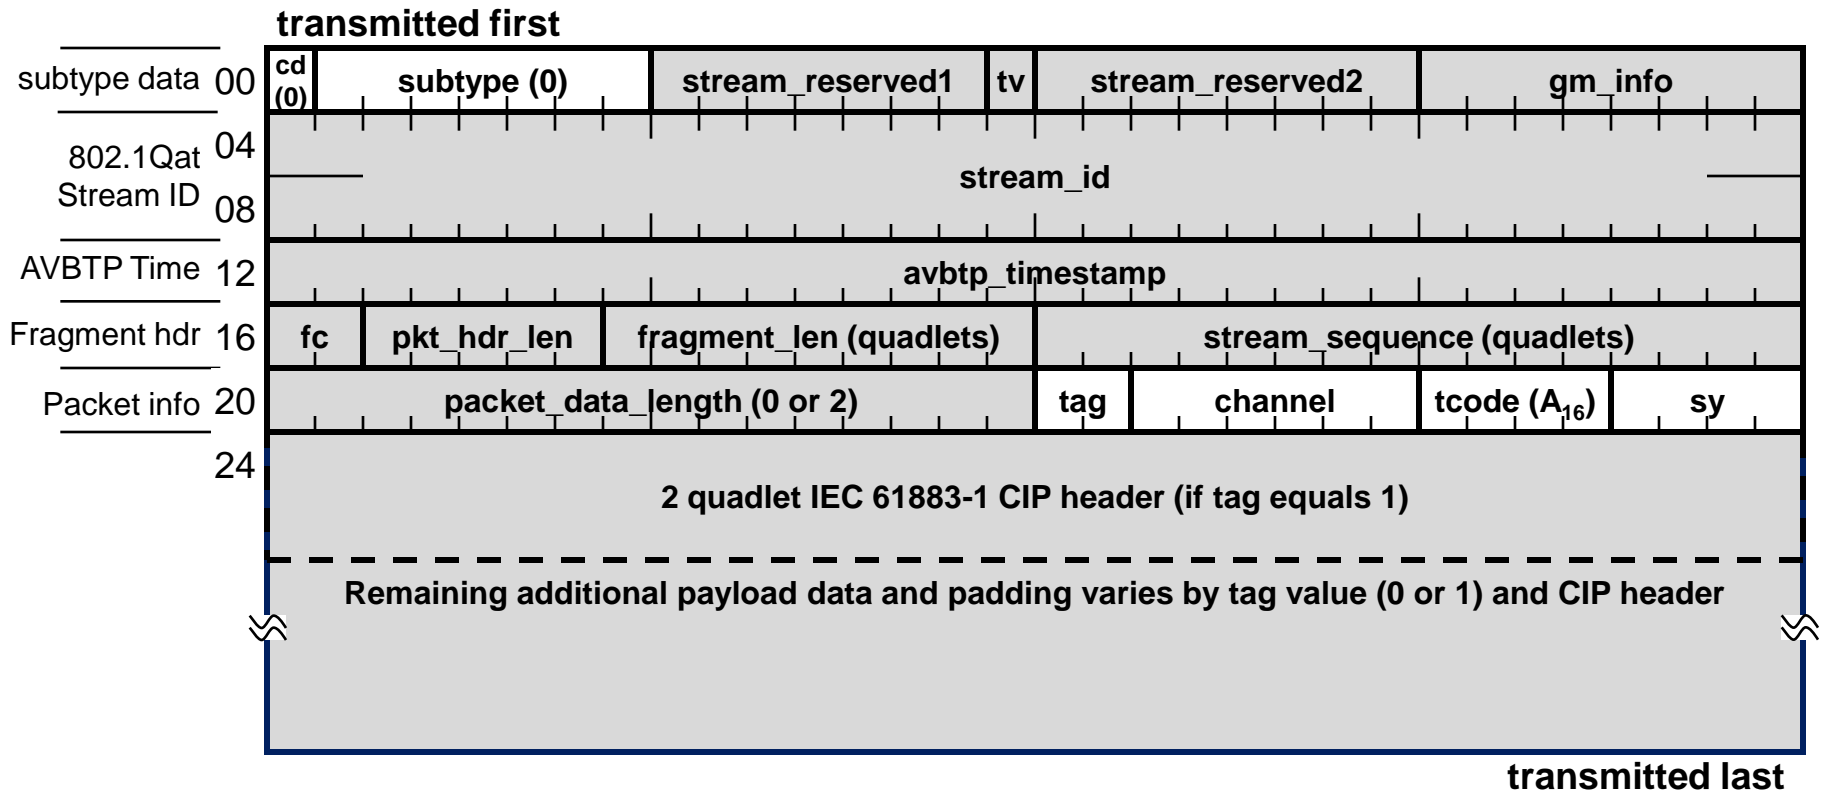 transmitted first
subtype data 00 cd (0) subtype (0) stream_reserved1 tv stream_reserved2 gm_info
802.1Qat Stream ID 04 08 stream_id
AVBTP Time 12 avbtp_timestamp
Fragment hdr 16 fc pkt_hdr_len fragment_len (quadlets) stream_sequence (quadlets)
Packet info 20 packet_data_length (0 or 2) tag channel tcode (A16) sy
24
2 quadlet IEC 61883-1 CIP header (if tag equals 1)
Remaining additional payload data and padding varies by tag value (0 or 1) and CIP header
transmitted last